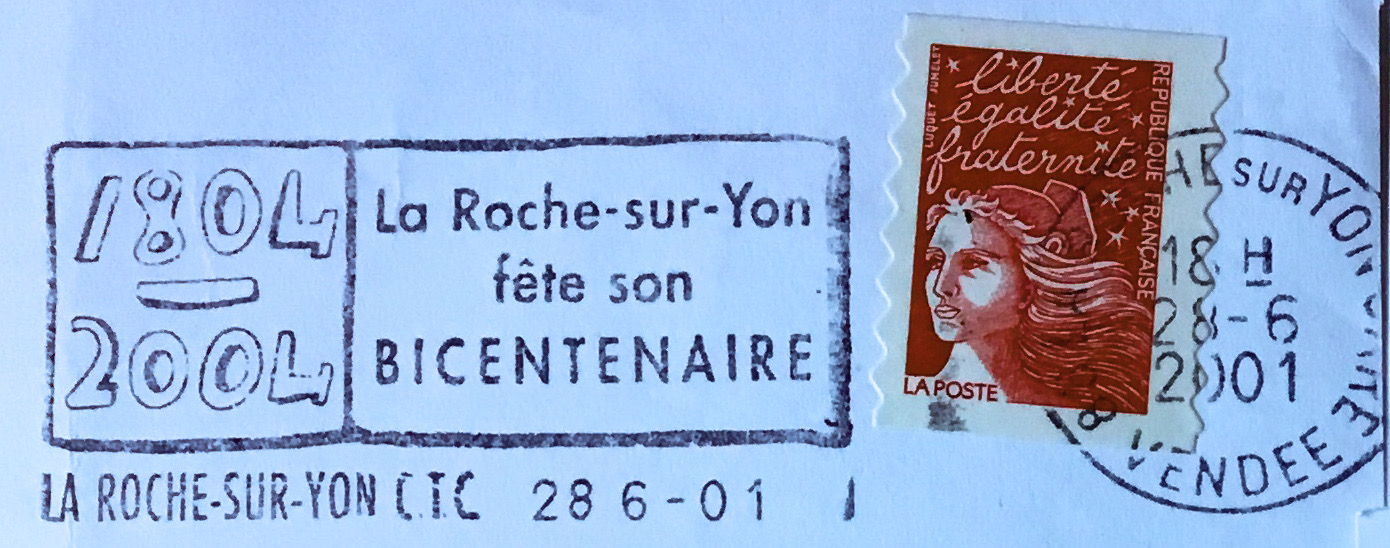 1804
2004
La Roche-sur-Yon
fête son
BICENTENAIRE
LA ROCHE-SUR-YON C.T.C 28 6-01
liberté
égalité
fraternité
REPUBLIQUE FRANÇAISE
LUQUET JUMELET
LA POSTE
SUR YON
18 H
28-6
2001
VENDEE